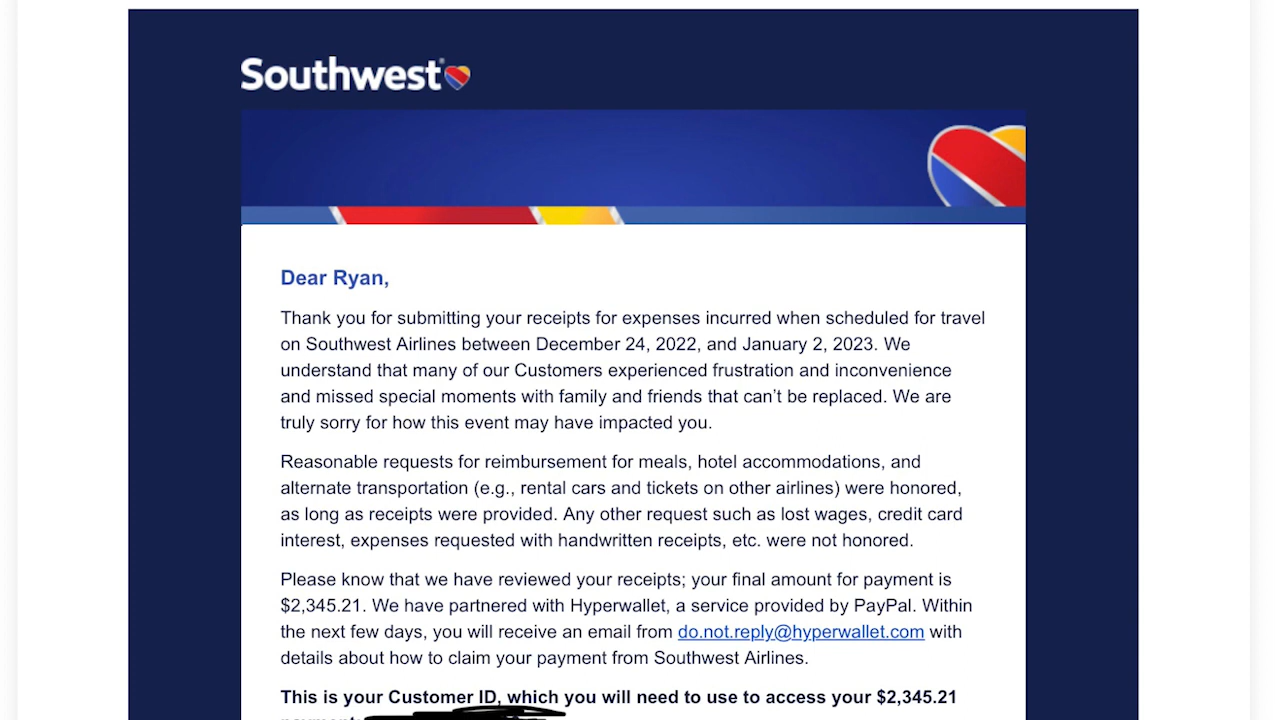 Southwest
Dear Ryan,
Thank you for submitting your receipts for expenses incurred when scheduled for travel
on Southwest Airlines between December 24, 2022, and January 2, 2023. We
understand that many of our Customers experienced frustration and inconvenience
and missed special moments with family and friends that can’t be replaced. We are
truly sorry for how this event may have impacted you.
Reasonable requests for reimbursement for meals, hotel accommodations, and
alternate transportation (e.g., rental cars and tickets on other airlines) were honored,
as long as receipts were provided. Any other request such as lost wages, credit card
interest, expenses requested with handwritten receipts, etc. were not honored.
Please know that we have reviewed your receipts; your final amount for payment is
$2,345.21. We have partnered with Hyperwallet, a service provided by PayPal. Within
the next few days, you will receive an email from do.not.reply@hyperwallet.com with
details about how to claim your payment from Southwest Airlines.
This is your Customer ID, which you will need to use to access your $2,345.21